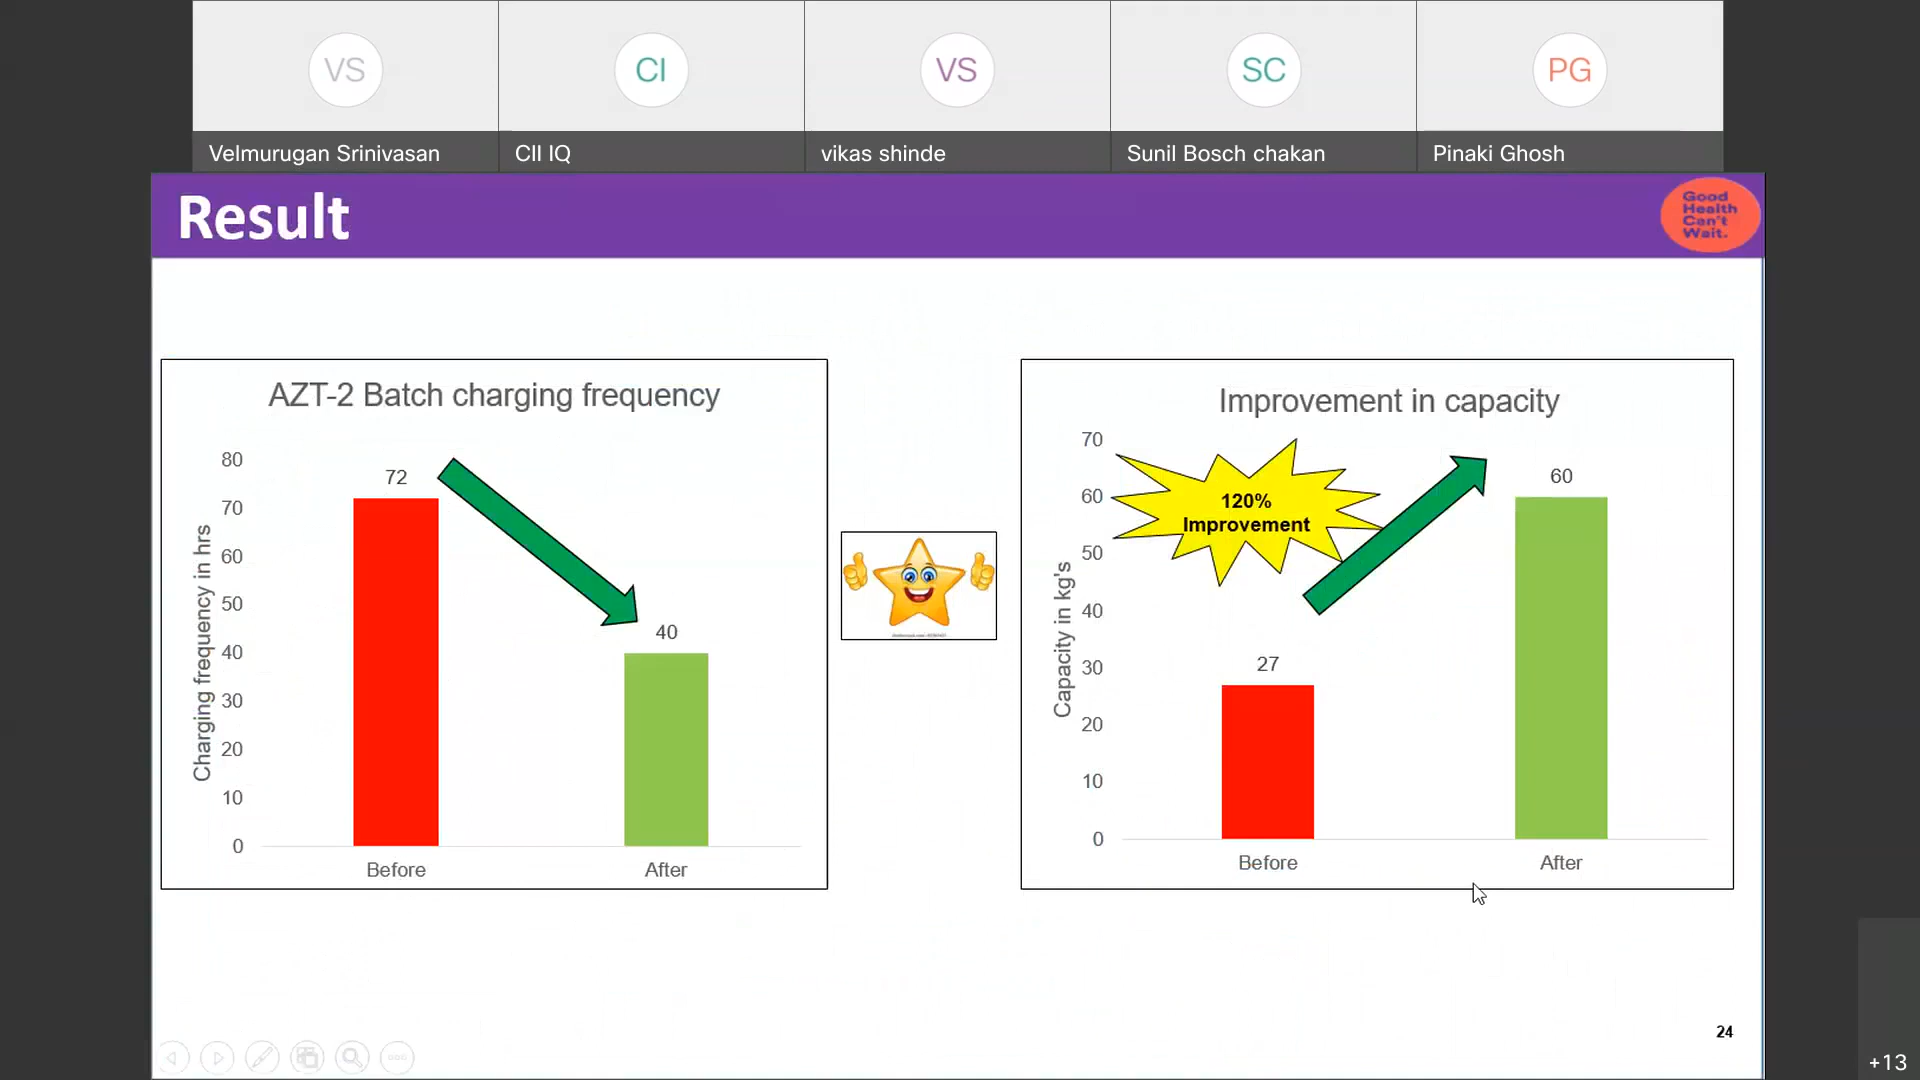 VS
CI
VS
SC
PG
Velmurugan Srinivasan
CII IQ
vikas shinde
Sunil Bosch chakan
Pinaki Ghosh
Result
Good
Health
Can't
Wait.
AZT-2 Batch charging frequency
Charging frequency in hrs
80
70
60
50
40
30
20
10
0
72
40
Before
After
Improvement in capacity
Capacity in kg's
70
60
50
40
30
20
10
0
120%
Improvement
27
60
Before
After
24
+13